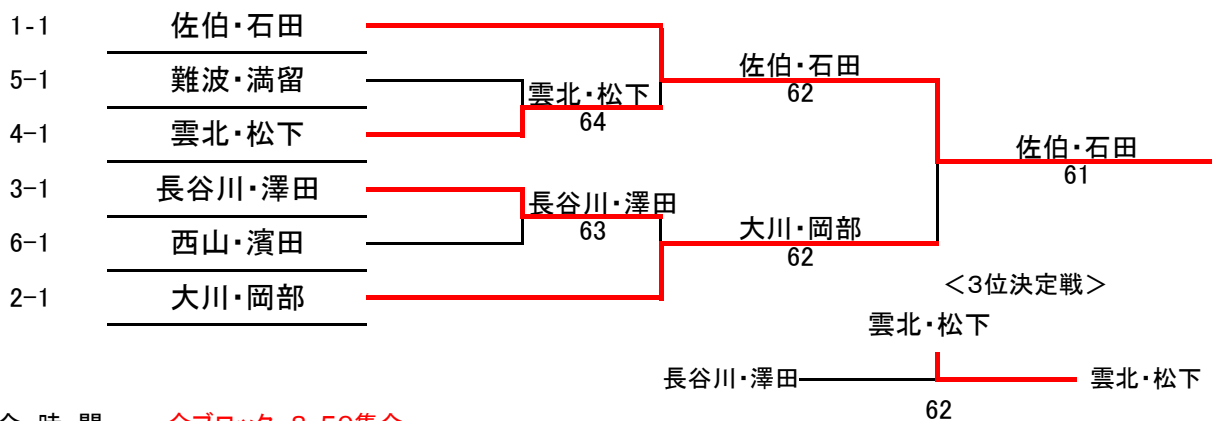 1-1 佐伯・石田
佐伯・石田
5-1 難波・満留
62
雲北・松下
64
4-1 雲北・松下
佐伯・石田
61
3-1 長谷川・澤田
長谷川・澤田
63
6-1 西山・濱田
大川・岡部
62
2-1 大川・岡部
＜3位決定戦＞
雲北・松下
長谷川・澤田 雲北・松下
62